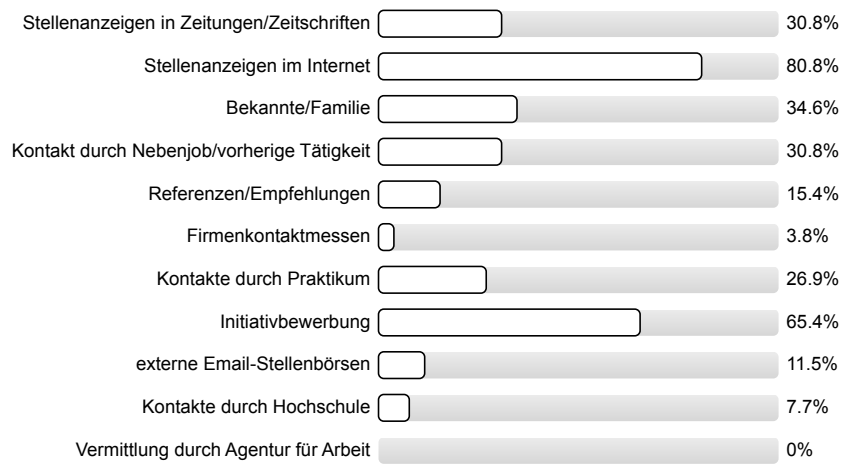 Stellenanzeigen in Zeitungen/Zeitschriften 30.8%
Stellenanzeigen im Internet 80.8%
Bekannte/Familie 34.6%
Kontakt durch Nebenjob/vorherige Tätigkeit 30.8%
Referenzen/Empfehlungen 15.4%
Firmenkontaktmessen 3.8%
Kontakte durch Praktikum 26.9%
Initiativbewerbung 65.4%
externe Email-Stellenbörsen 11.5%
Kontakte durch Hochschule 7.7%
Vermittlung durch Agentur für Arbeit 0%